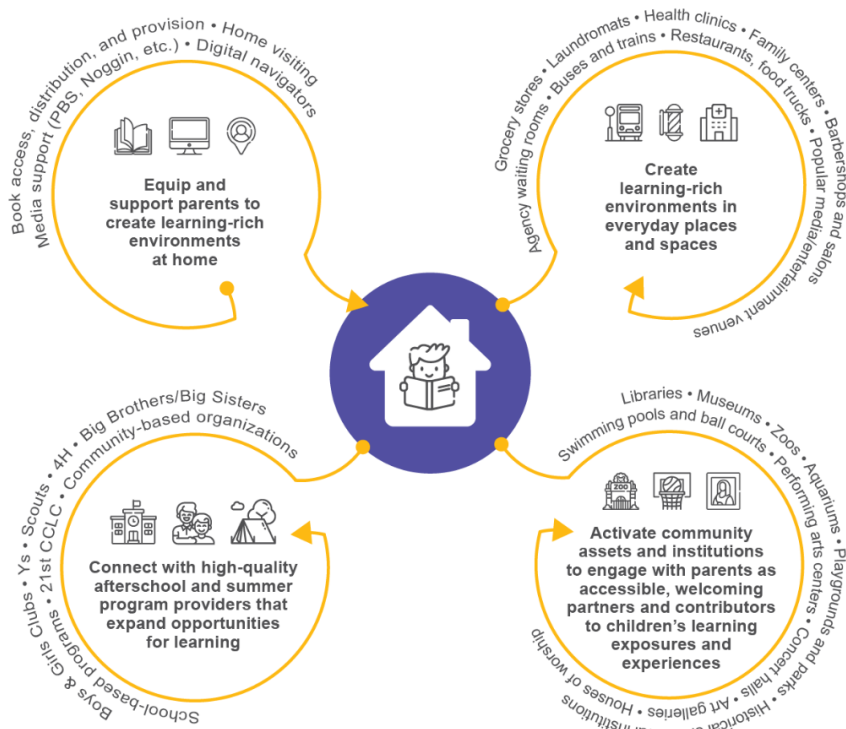 Book access, distribution, and provision • Home visiting
Media support (PBS, Noggin, etc.) • Digital navigators
Equip and
support parents to
create learning-rich
environments
at home
Grocery stores • Laundromats • Health clinics • Family centers • Barbershops and salons
Agency waiting rooms • Buses and trains • Restaurants, food trucks • Popular media/entertainment venues
Create
learning-rich
environments in
everyday places
and spaces
Boys & Girls Clubs • Ys • Scouts • 4H • Big Brothers/Big Sisters
School-based programs • 21st CCLC • Community-based organizations
Connect with high-quality
afterschool and summer
program providers that
expand opportunities
for learning
Libraries • Museums • Zoos • Aquariums • Playgrounds and parks • Historical
Swimming pools and ball courts • Performing arts centers • Concert halls • Art galleries • Houses of worship
institutions
ZOO
Activate community
assets and institutions
to engage with parents as
accessible, welcoming
partners and contributors
to children's learning
exposures and
experiences